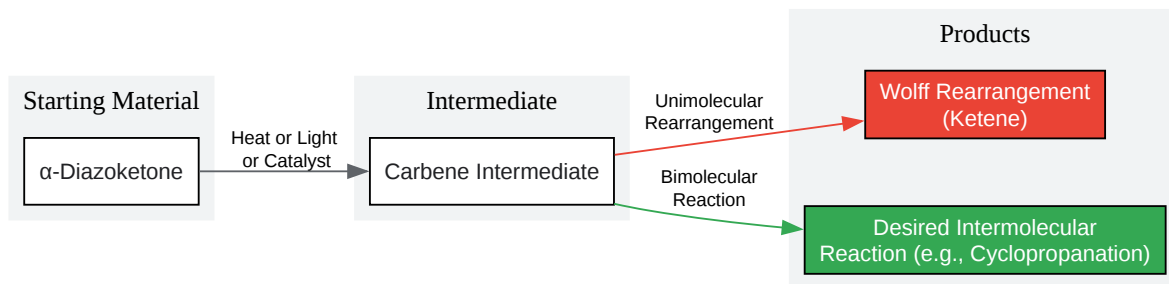 Products
Starting Material
Intermediate
Wolff Rearrangement
(Ketene)
Unimolecular
Rearrangement
Heat or Light
or Catalyst
α-Diazoketone
Carbene Intermediate
Bimolecular
Reaction
Desired Intermolecular
Reaction (e.g., Cyclopropanation)